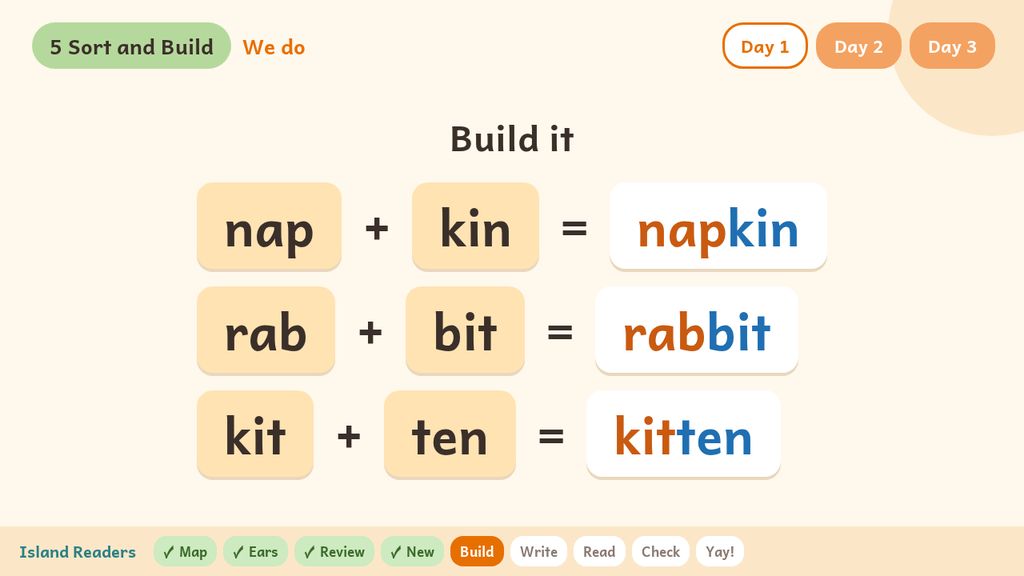 5 Sort and Build We do Day 1 Day 2 Day 3
Build it
nap + kin = napkin
rab + bit = rabbit
kit + ten = kitten
Island Readers ✓ Map ✓ Ears ✓ Review ✓ New Build Write Read Check Yay!